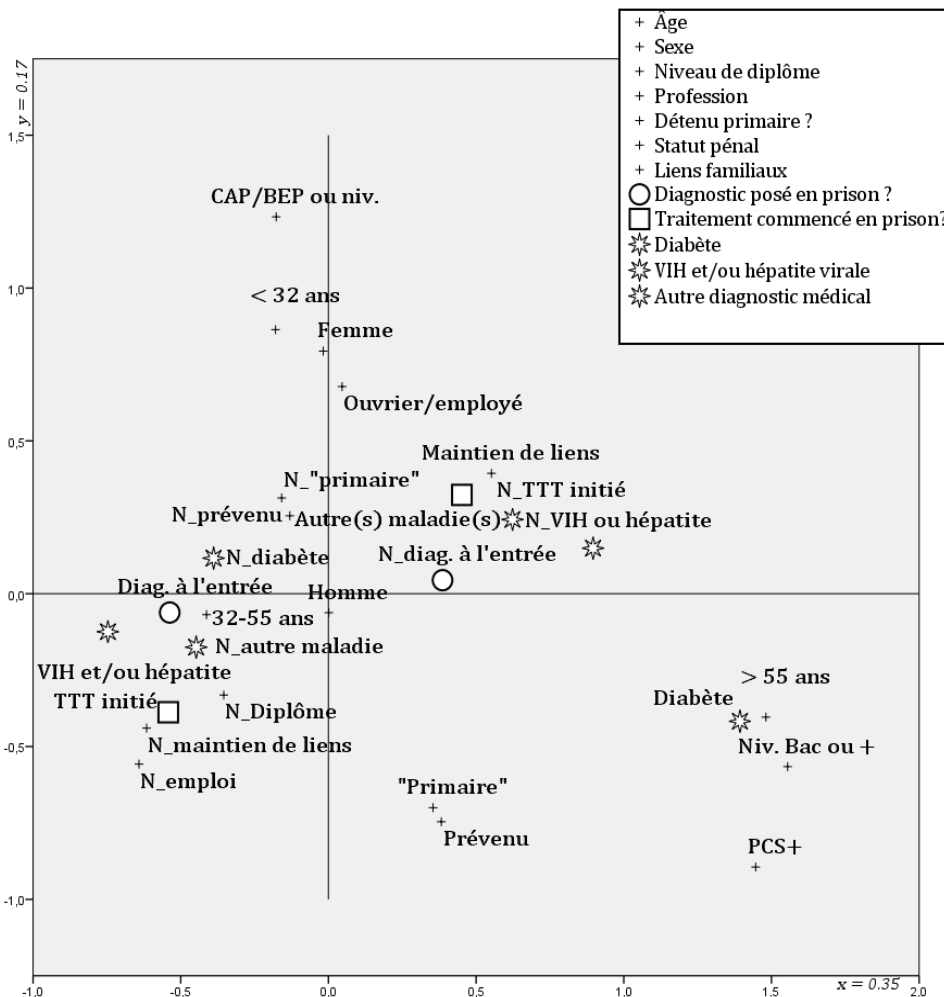 Âge
Sexe
Niveau de diplôme
Profession
Détenu primaire ?
Statut pénal
Liens familiaux
Diagnostic posé en prison ?
Traitement commencé en prison?
Diabète
VIH et/ou hépatite virale
Autre diagnostic médical
y = 0.17
1,5
CAP/BEP ou niv.
1,0
< 32 ans
Femme
Ouvrier/employé
0,5
Maintien de liens
N_"primaire"
N_TTT initié
N_prévenu
Autre(s) maladie(s)
N_VIH ou hépatite
N_diabète
N_diag. à l'entrée
Diag. à l'entrée
Homme
0,0
32-55 ans
N_autre maladie
VIH et/ou hépatite
> 55 ans
TTT initié
Diabète
N_Diplôme
-0,5
N_maintien de liens
Niv. Bac ou +
N_emploi
"Primaire"
Prévenu
PCS+
-1,0
x = 0.35
-1.0
-0,5
0,0
0,5
1,0
1,5
2,0